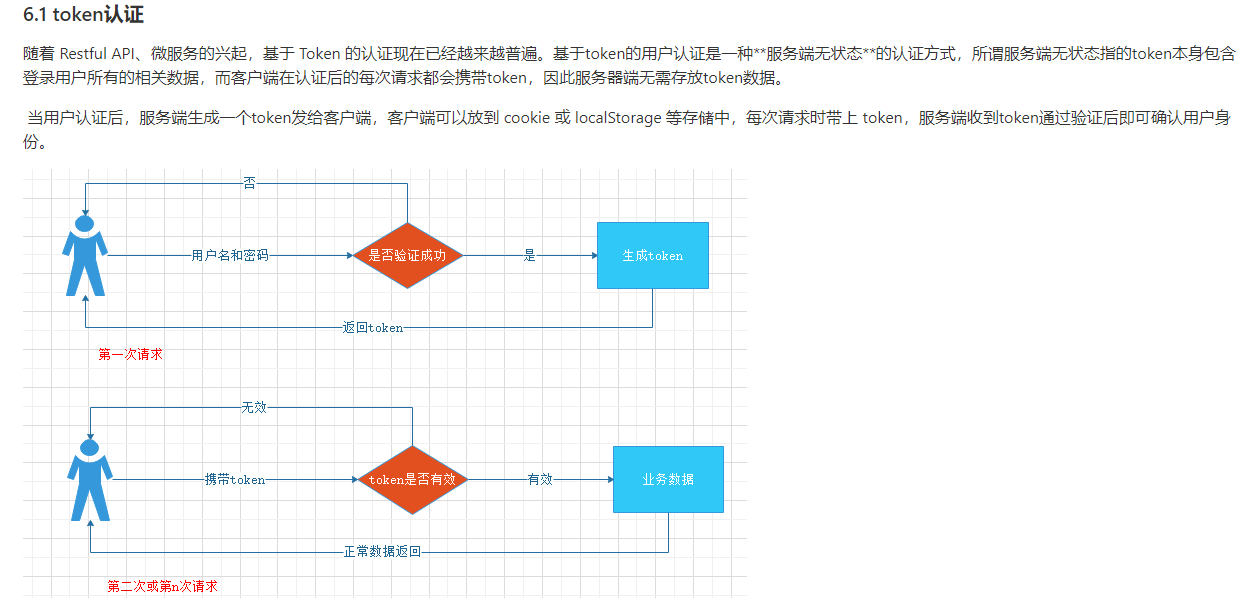 6.1 token认证
随着 Restful API、微服务的兴起，基于 Token 的认证现在已经越来越普遍。基于token的用户认证是一种**服务端无状态**的认证方式，所谓服务端无状态指的token本身包含
登录用户所有的相关数据，而客户端在认证后的每次请求都会携带token，因此服务器端无需存放token数据。
当用户认证后，服务端生成一个token发给客户端，客户端可以放到 cookie 或 localStorage 等存储中，每次请求时带上 token，服务端收到token通过验证后即可确认用户身
份。
否
用户名和密码
是否验证成功
是
生成token
返回token
第一次请求
无效
携带token
token是否有效
有效
业务数据
正常数据返回
第二次或第n次请求